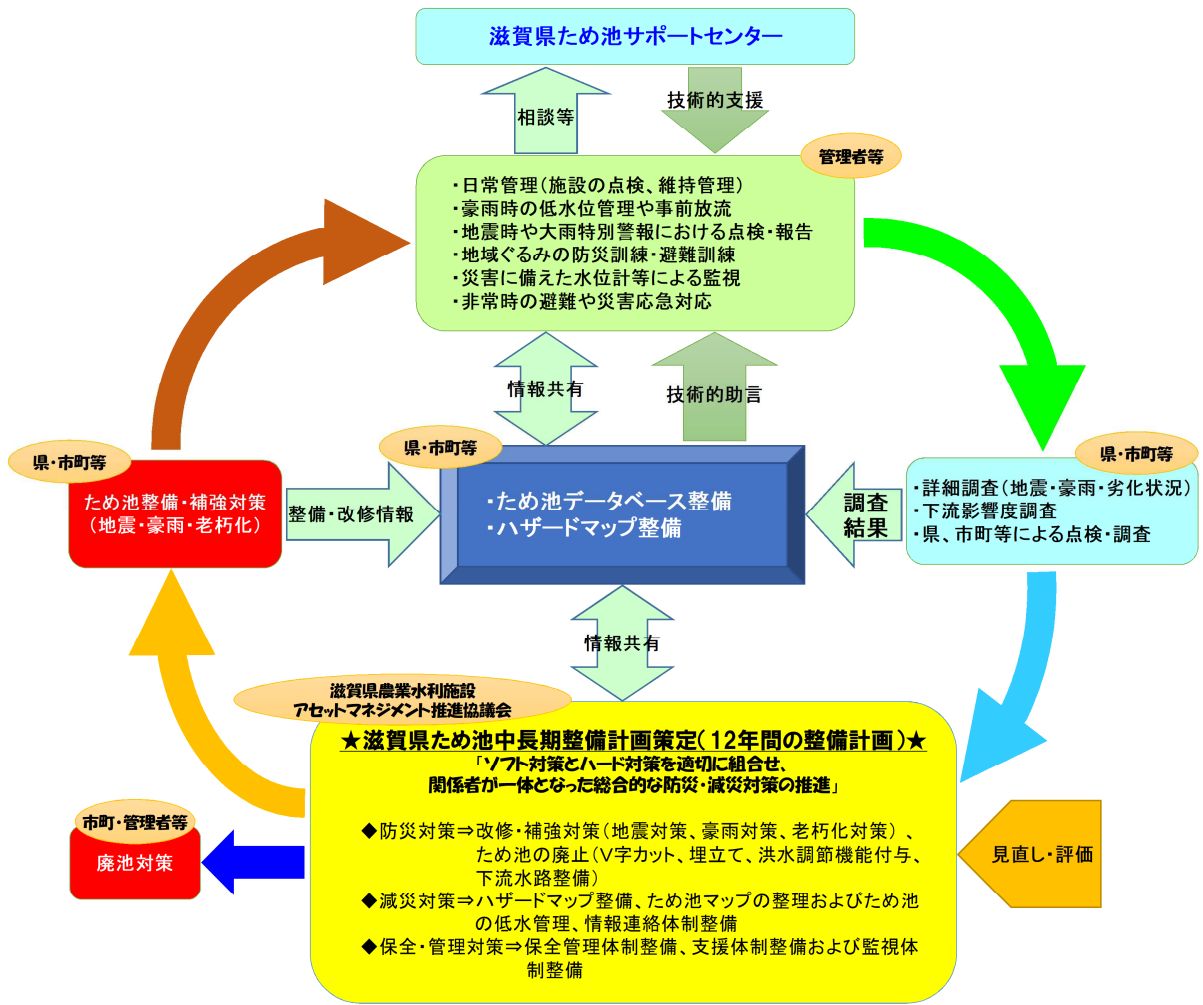 滋賀県ため池サポートセンター
相談等
技術的支援
管理者等
・日常管理(施設の点検、維持管理)
・豪雨時の低水位管理や事前放流
・地震時や大雨特別警報における点検・報告
・地域ぐるみの防災訓練・避難訓練
・災害に備えた水位計等による監視
・非常時の避難や災害応急対応
情報共有
技術的助言
県・市町等
ため池整備・補強対策
(地震・豪雨・老朽化)
整備・改修情報
県・市町等
・ため池データベース整備
・ハザードマップ整備
調査
結果
県・市町等
・詳細調査(地震・豪雨・劣化状況)
・下流影響度調査
・県、市町等による点検・調査
情報共有
滋賀県農業水利施設
アセットマネジメント推進協議会
★滋賀県ため池中長期整備計画策定(12年間の整備計画)★
「ソフト対策とハード対策を適切に組合せ、
関係者が一体となった総合的な防災・減災対策の推進」
◆防災対策⇒改修・補強対策(地震対策、豪雨対策、老朽化対策)、
ため池の廃止(V字カット、埋立て、洪水調節機能付与、
下流水路整備)
◆減災対策⇒ハザードマップ整備、ため池マップの整理およびため池
の低水管理、情報連絡体制整備
◆保全・管理対策⇒保全管理体制整備、支援体制整備および監視体
制整備
市町・管理者等
廃池対策
見直し・評価